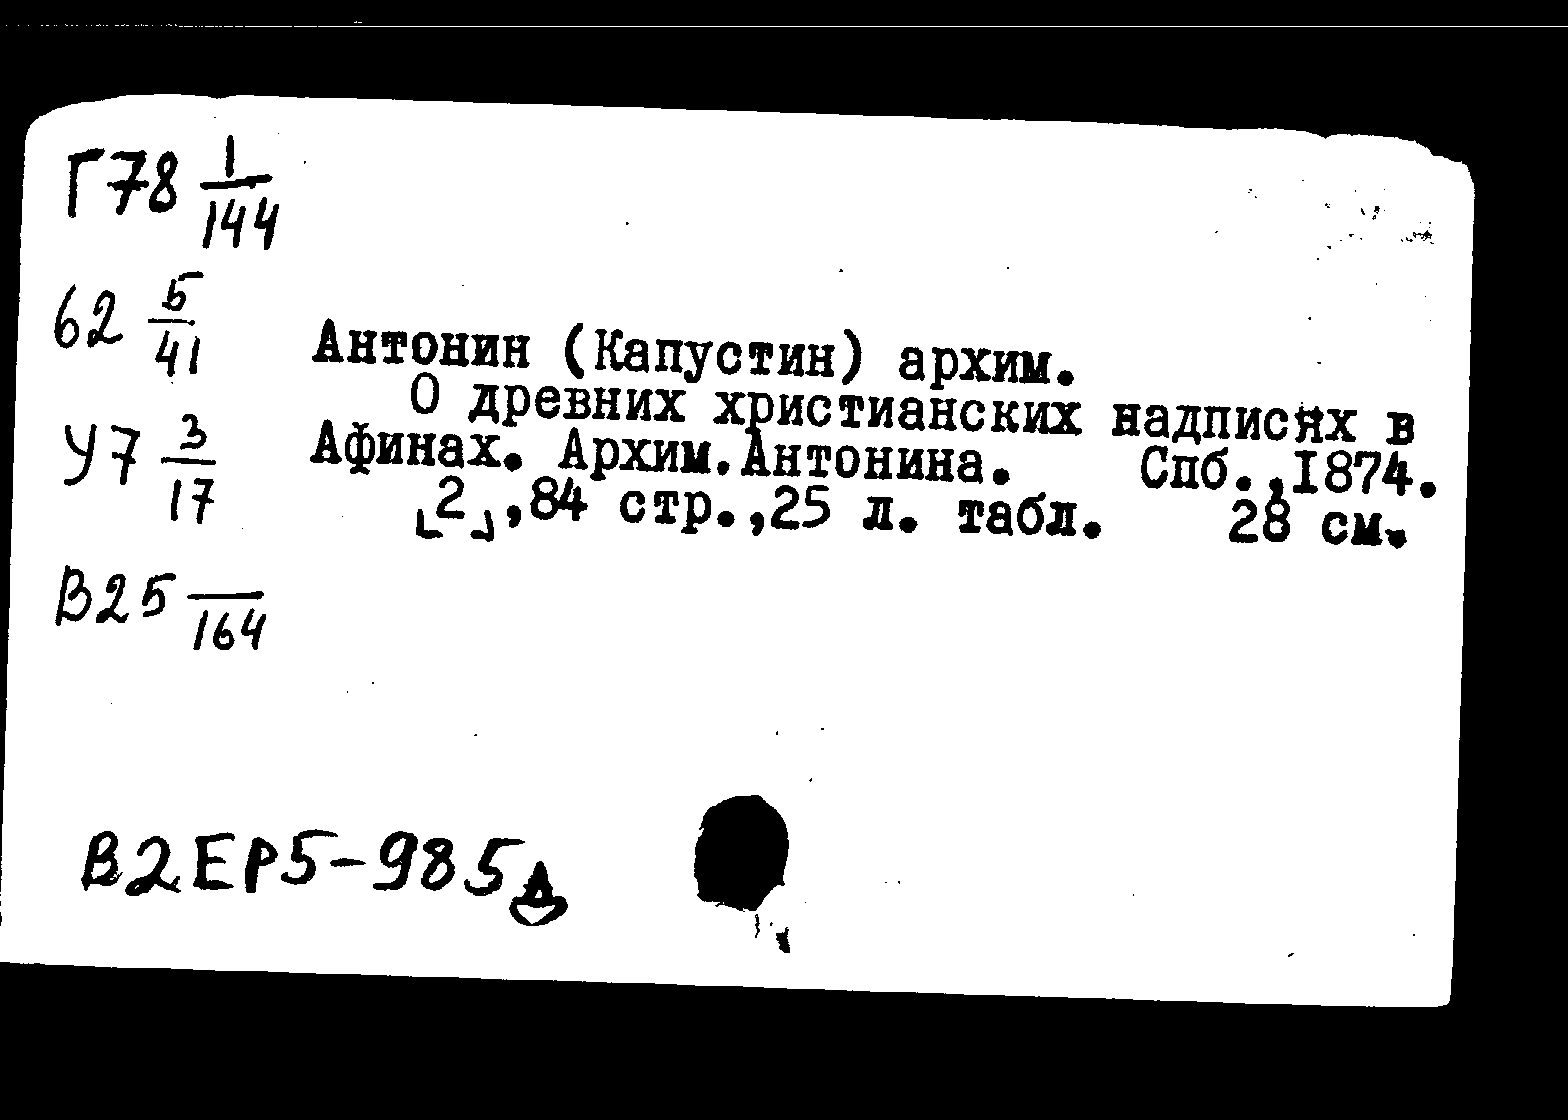 Г78 1/144
62 5/41
Антонин (Капустин) архим.
О древних христианских надписях в
У7 3/17
Афинах. Архим.Антонина. Спб.,1874.
[2],84 стр.,25 л. табл. 28 см.
В25 /164
В2ЕР5-985